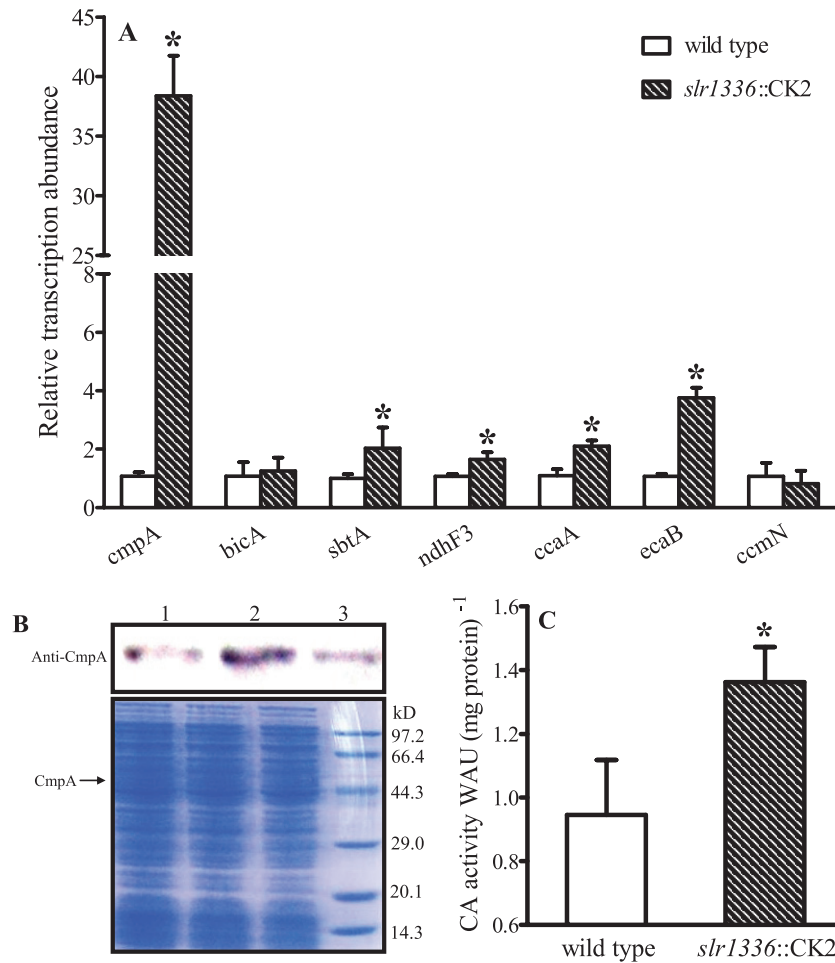 A
wild type
slr1336::CK2
Relative transcription abundance
45
40
35
30
25
8
6
4
2
0
* * * * *
cmpA bicA sbtA ndhF3 ccaA ecaB ccmN
B
1 2 3
Anti-CmpA
kD
97.2
66.4
CmpA
44.3
29.0
20.1
14.3
C
CA activity WAU (mg protein) -1
1.6
1.4
1.2
1.0
0.8
0.6
*
wild type slr1336::CK2